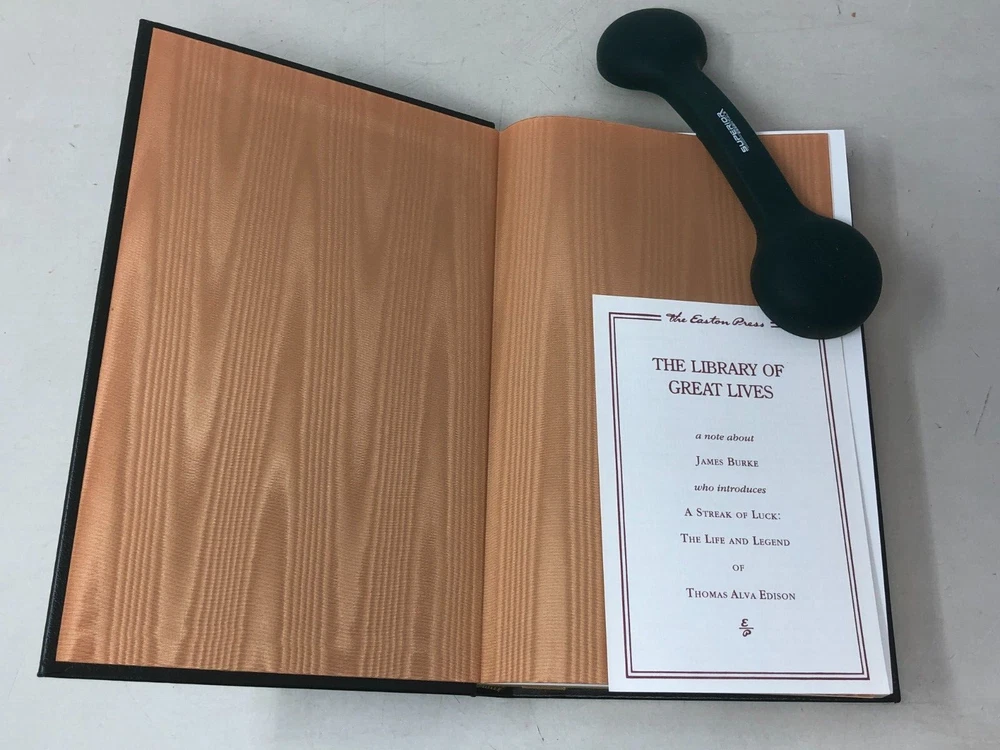 SUPERIOR
The Easton Press
THE LIBRARY OF
GREAT LIVES
a note about
JAMES BURKE
who introduces
A STREAK OF LUCK:
THE LIFE AND LEGEND
OF
THOMAS ALVA EDISON
E
P